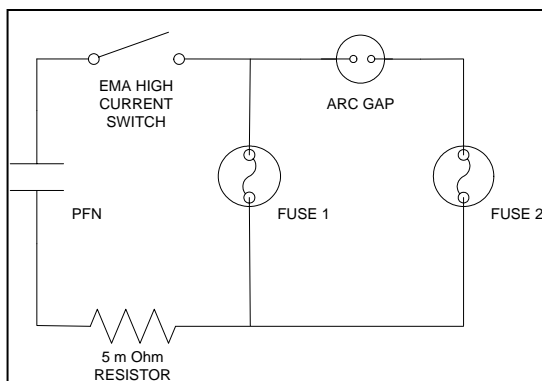 EMA HIGH
CURRENT
SWITCH
ARC GAP
PFN
FUSE 1
FUSE 2
5 m Ohm
RESISTOR